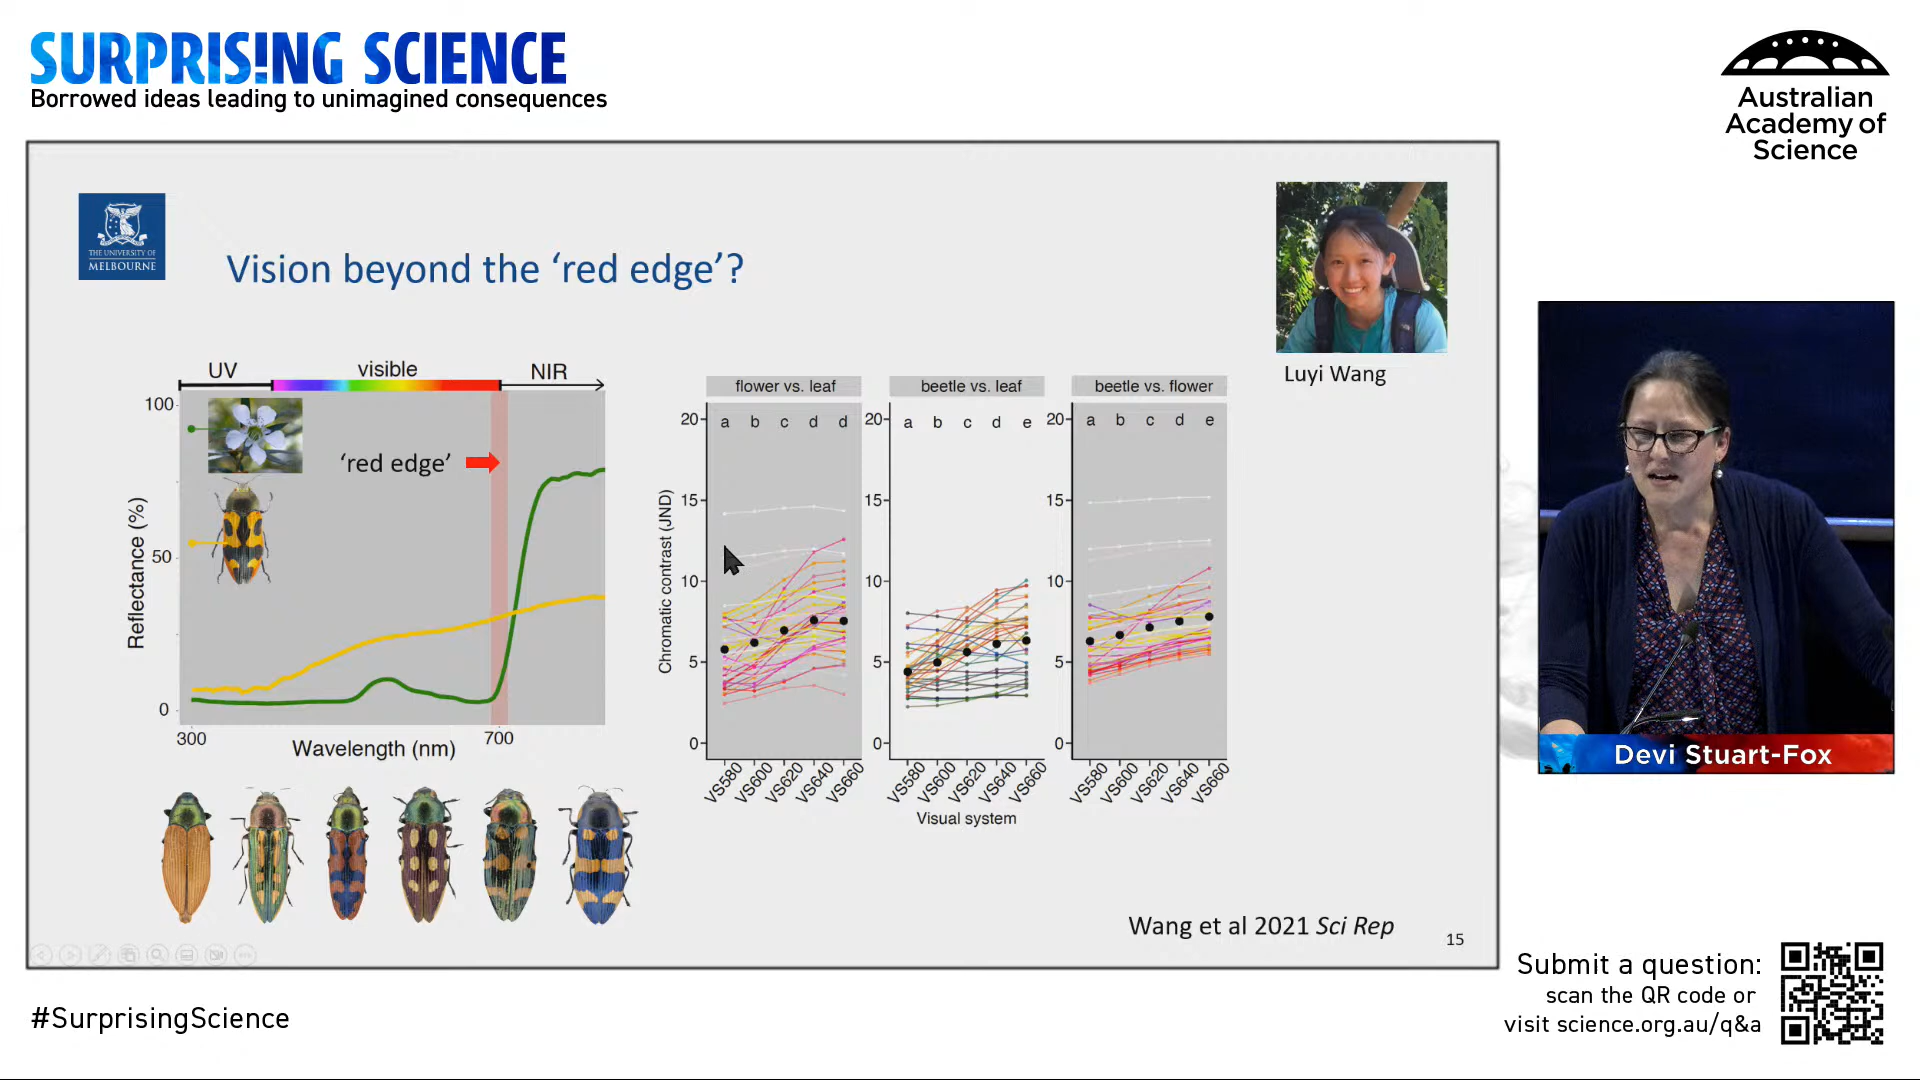 SURPRIS!NG SCIENCE
Borrowed ideas leading to unimagined consequences
Australian
Academy of
Science
THE UNIVERSITY OF
MELBOURNE
Vision beyond the ‘red edge’?
Luyi Wang
UV visible NIR
100
50
0
Reflectance (%)
‘red edge’
300 700
Wavelength (nm)
flower vs. leaf beetle vs. leaf beetle vs. flower
Chromatic contrast (JND)
20 a b c d d 20 a b c d e 20 a b c d e
15 15 15
10 10 10
5 5 5
0 0 0
VS580 VS600 VS620 VS640 VS660 VS580 VS600 VS620 VS640 VS660 VS580 VS600 VS620 VS640 VS660
Visual system
Wang et al 2021 Sci Rep
15
Devi Stuart-Fox
#SurprisingScience
Submit a question:
scan the QR code or
visit science.org.au/q&a